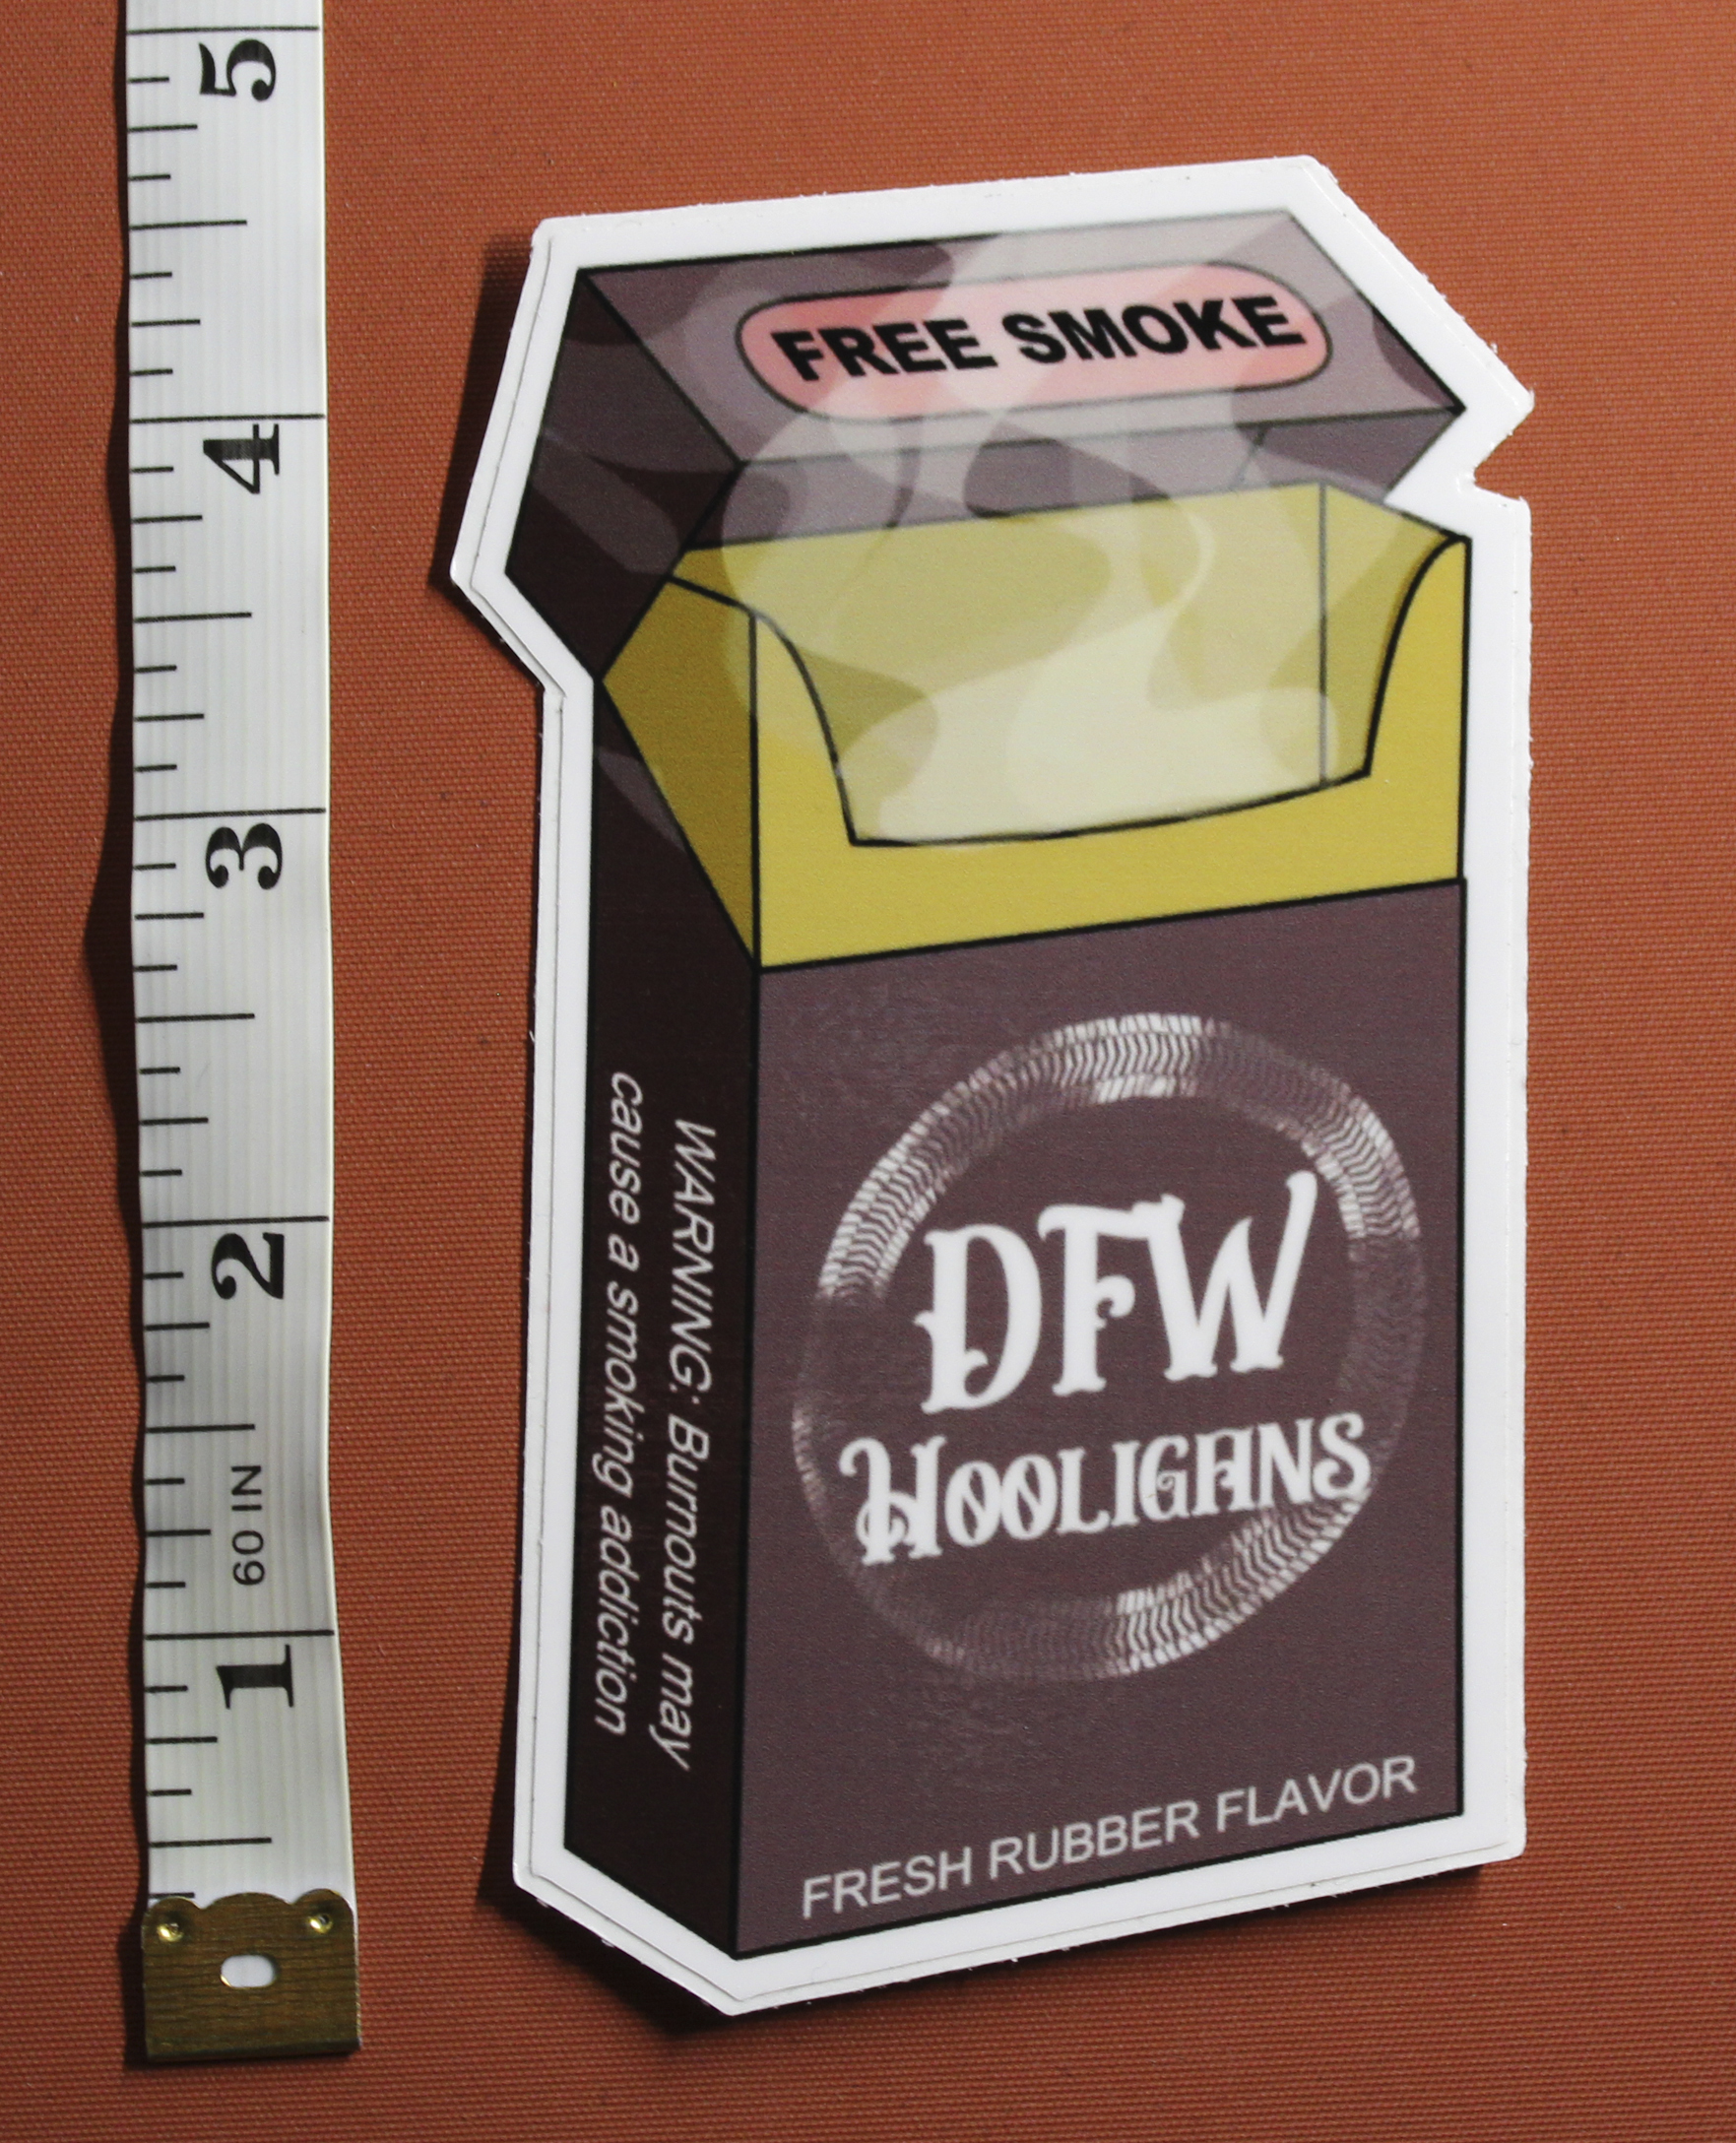 5
4
3
2
60 IN
1
FREE SMOKE
WARNING: Burnouts may
cause a smoking addiction
DFW
HOOLIGANS
FRESH RUBBER FLAVOR